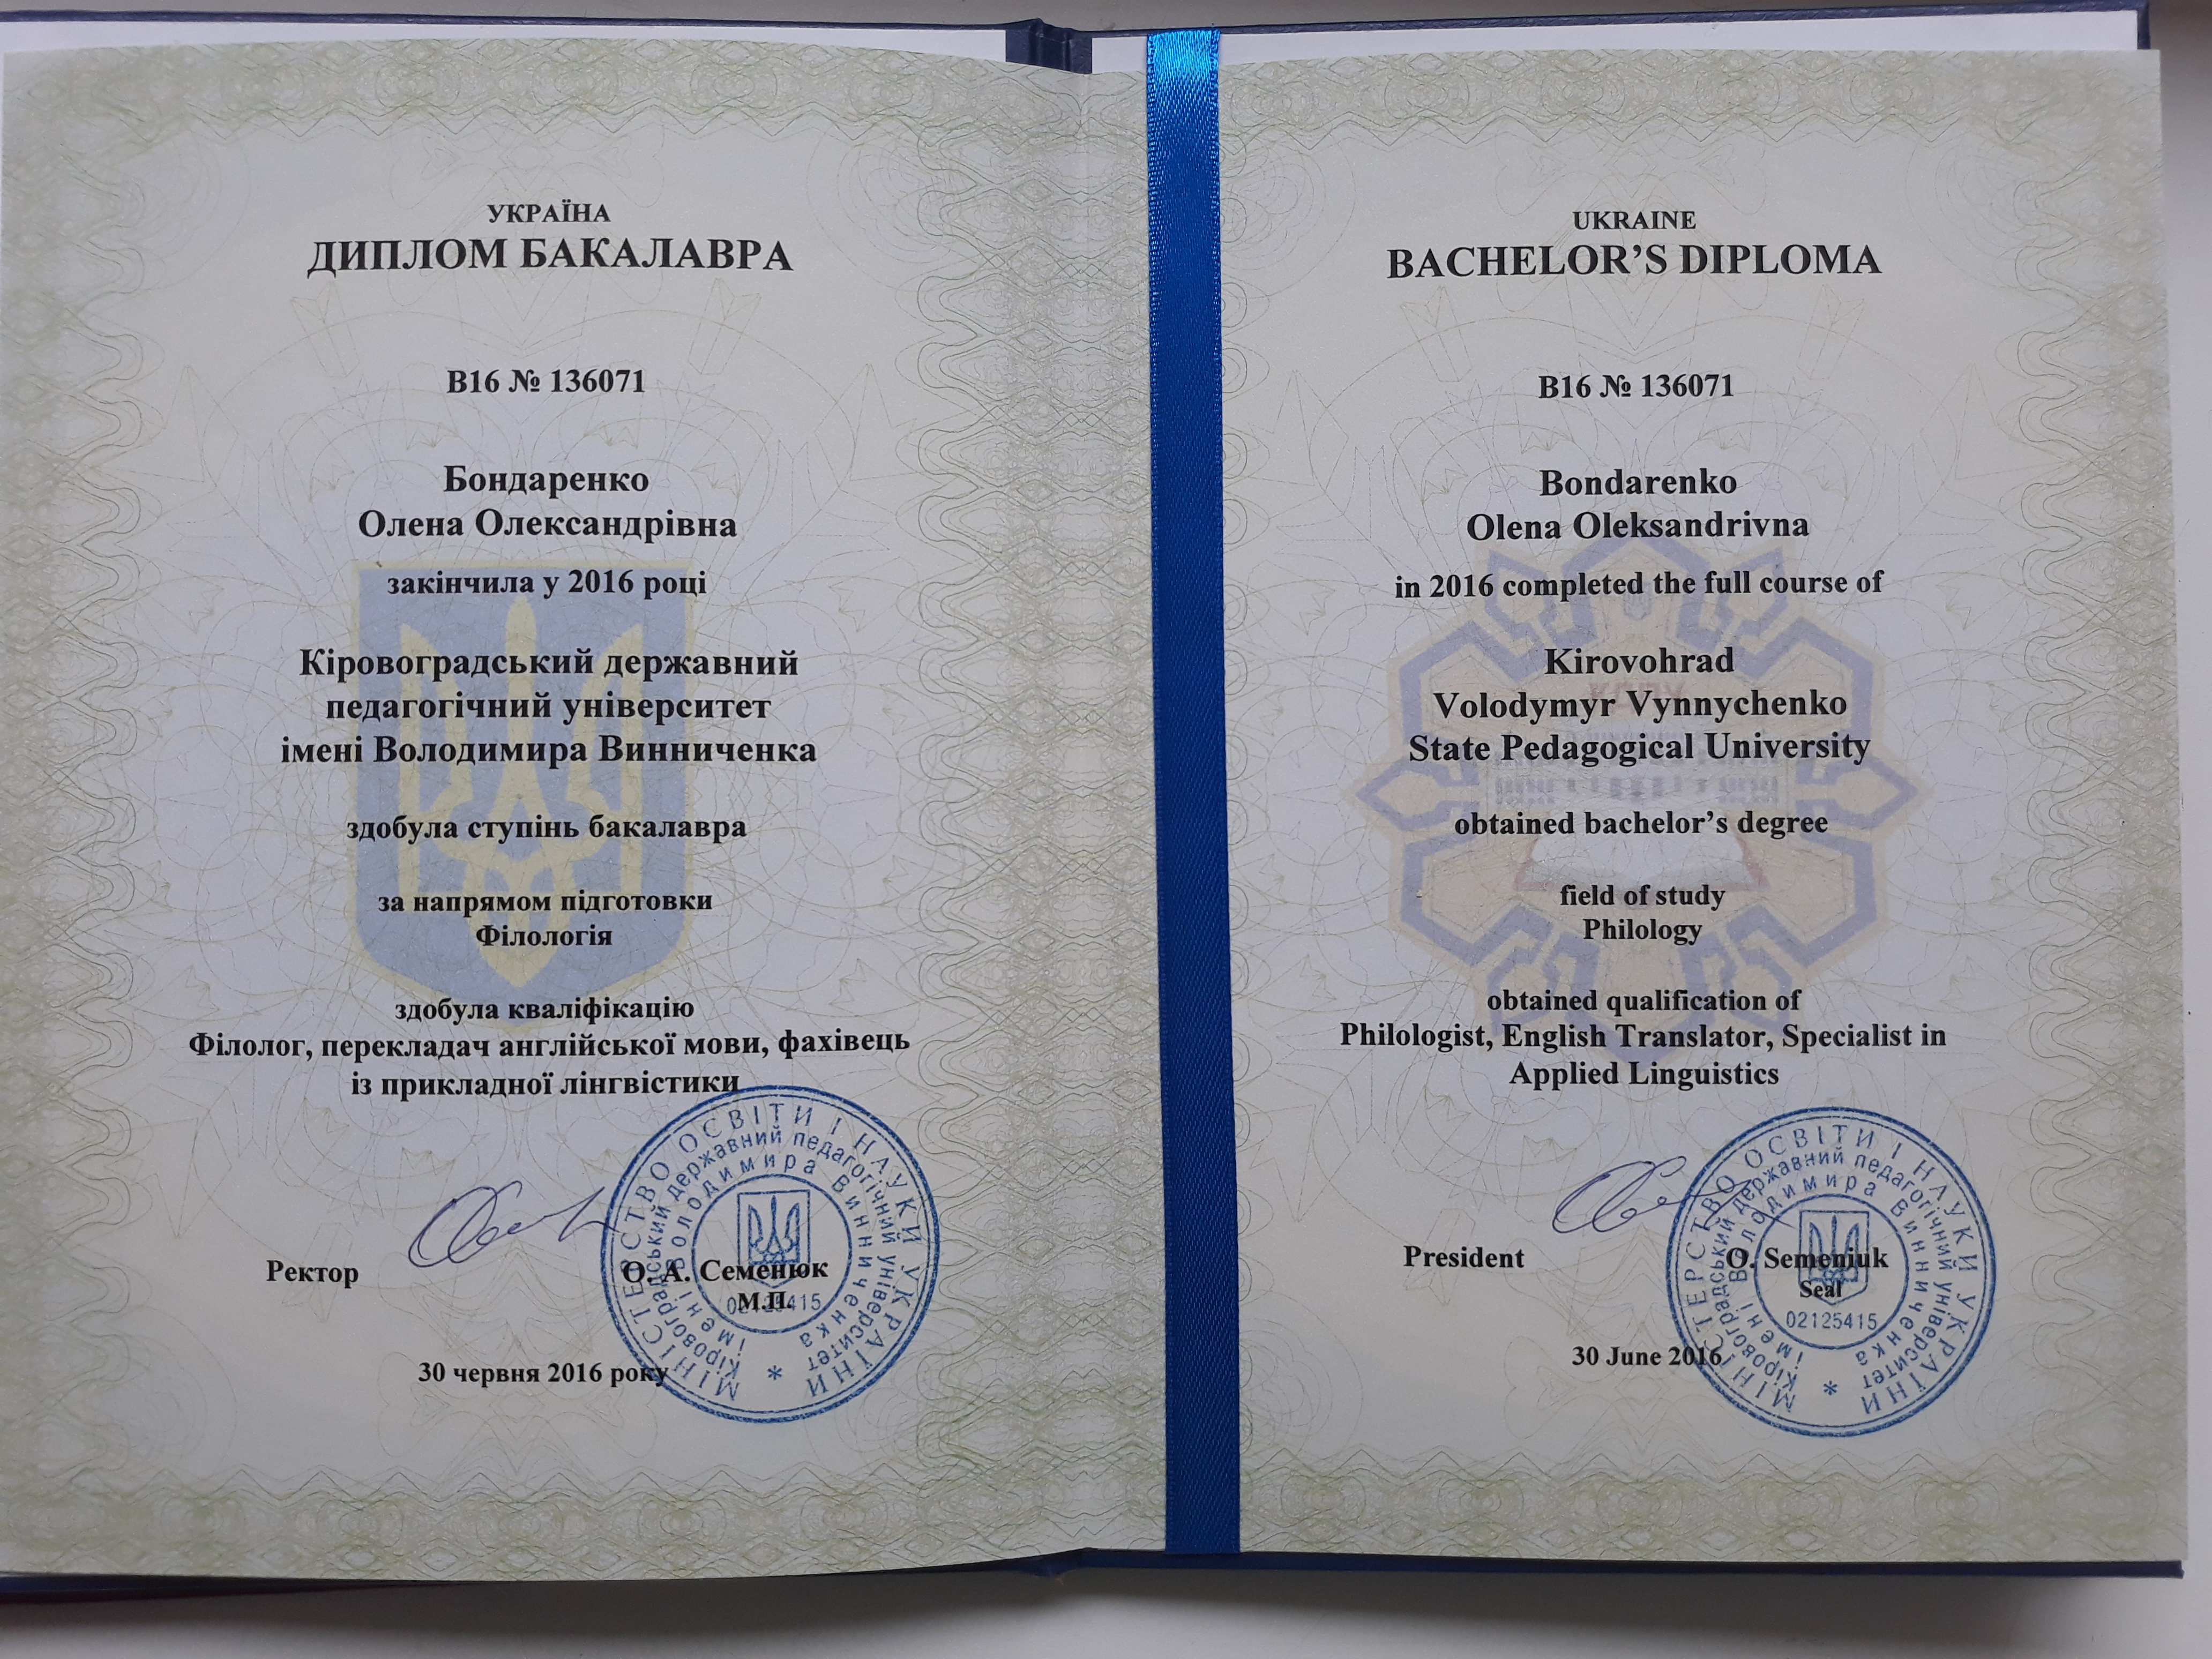 УКРАЇНА
ДИПЛОМ БАКАЛАВРА
В16 № 136071
Бондаренко
Олена Олександрівна
закінчила у 2016 році
Кіровоградський державний
педагогічний університет
імені Володимира Винниченка
здобула ступінь бакалавра
за напрямом підготовки
Філологія
здобула кваліфікацію
Філолог, перекладач англійської мови, фахівець
із прикладної лінгвістики
Ректор
О. А. Семенюк
М.П.
30 червня 2016 року
МІНІСТЕРСТВО ОСВІТИ І НАУКИ УКРАЇНИ
Кіровоградський державний педагогічний університет
імені Володимира Винниченка
02125415
UKRAINE
BACHELOR'S DIPLOMA
B16 № 136071
Bondarenko
Olena Oleksandrivna
in 2016 completed the full course of
Kirovohrad
Volodymyr Vynnychenko
State Pedagogical University
obtained bachelor's degree
field of study
Philology
obtained qualification of
Philologist, English Translator, Specialist in
Applied Linguistics
President
O. Semeniuk
Seal
30 June 2016
МІНІСТЕРСТВО ОСВІТИ І НАУКИ УКРАЇНИ
Кіровоградський державний педагогічний університет
імені Володимира Винниченка
02125415